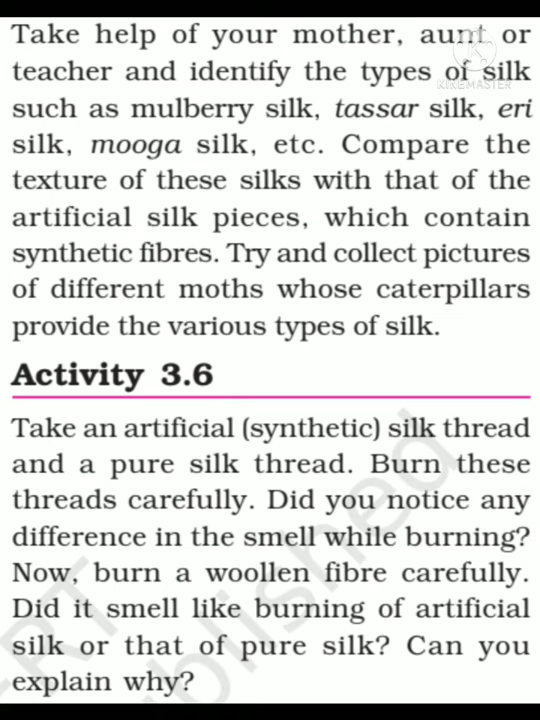 Take help of your mother, aunt or
teacher and identify the types of silk
such as mulberry silk, tassar silk, eri
silk, mooga silk, etc. Compare the
texture of these silks with that of the
artificial silk pieces, which contain
synthetic fibres. Try and collect pictures
of different moths whose caterpillars
provide the various types of silk.
Activity 3.6
Take an artificial (synthetic) silk thread
and a pure silk thread. Burn these
threads carefully. Did you notice any
difference in the smell while burning?
Now, burn a woollen fibre carefully.
Did it smell like burning of artificial
silk or that of pure silk? Can you
explain why?
K
KINEMASTER